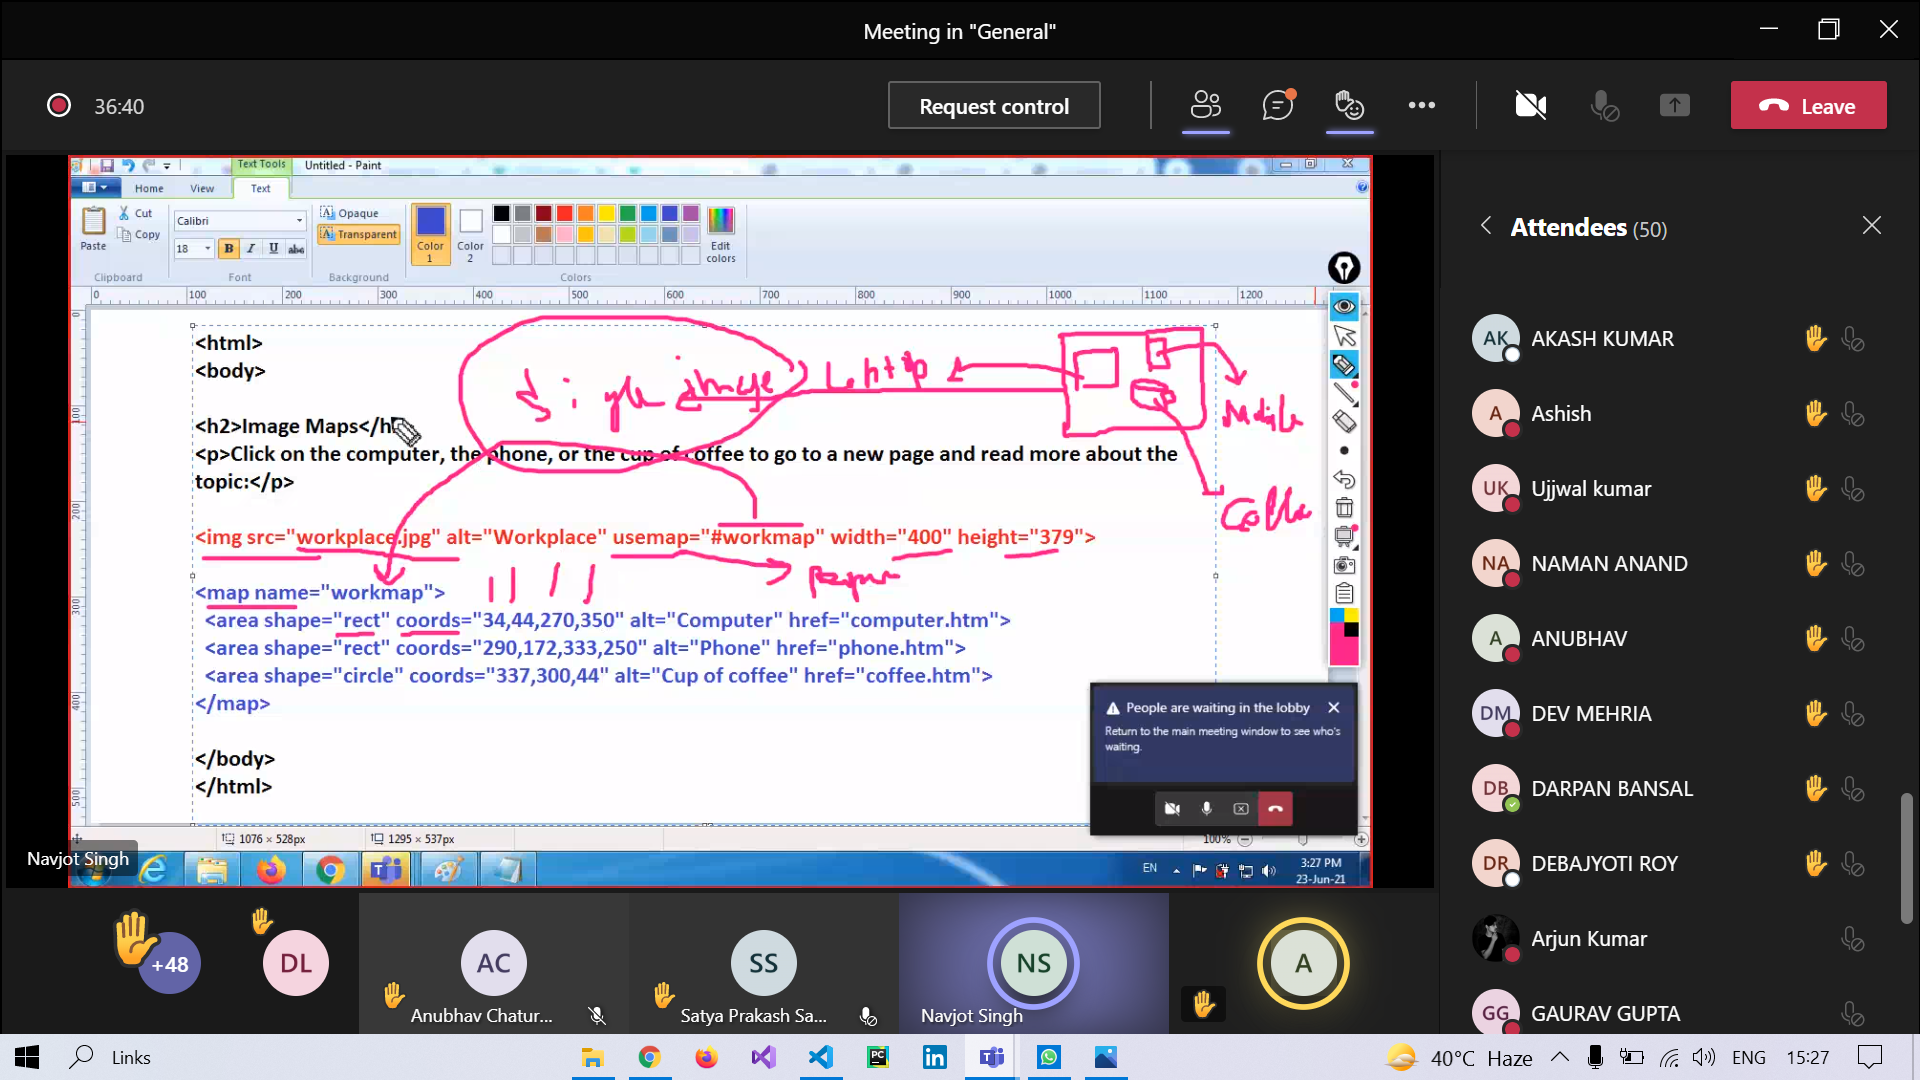 Meeting in "General"
36:40
Request control
Leave
Text Tools
Untitled - Paint
Home
View
Text
Paste
Cut
Copy
Calibri
18
B
I
U
abc
Opaque
Transparent
Color
1
Color
2
Edit
colors
Clipboard
Font
Background
Colors
0 100 200 300 400 500 600 700 800 900 1000 1100 1200
<html>
<body>
Single image
Mobile
<h2>Image Maps</h
<p>Click on the computer, the phone, or the cup of coffee to go to a new page and read more about the
topic:</p>
<img src="workplace.jpg" alt="Workplace" usemap="#workmap" width="400" height="379">
<map name="workmap">
<area shape="rect" coords="34,44,270,350" alt="Computer" href="computer.htm">
<area shape="rect" coords="290,172,333,250" alt="Phone" href="phone.htm">
<area shape="circle" coords="337,300,44" alt="Cup of coffee" href="coffee.htm">
</map>
</body>
</html>
People are waiting in the lobby
Return to the main meeting window to see who's
waiting.
1076 × 528px
1295 × 537px
100%
Navjot Singh
EN
3:27 PM
23-Jun-21
Attendees (50)
AK
AKASH KUMAR
A
Ashish
UK
Ujjwal kumar
NA
NAMAN ANAND
A
ANUBHAV
DM
DEV MEHRIA
DB
DARPAN BANSAL
DR
DEBAJYOTI ROY
Arjun Kumar
GG
GAURAV GUPTA
+48
DL
AC
Anubhav Chatur...
SS
Satya Prakash Sa...
NS
Navjot Singh
A
Links
PC
40°C Haze
ENG
15:27